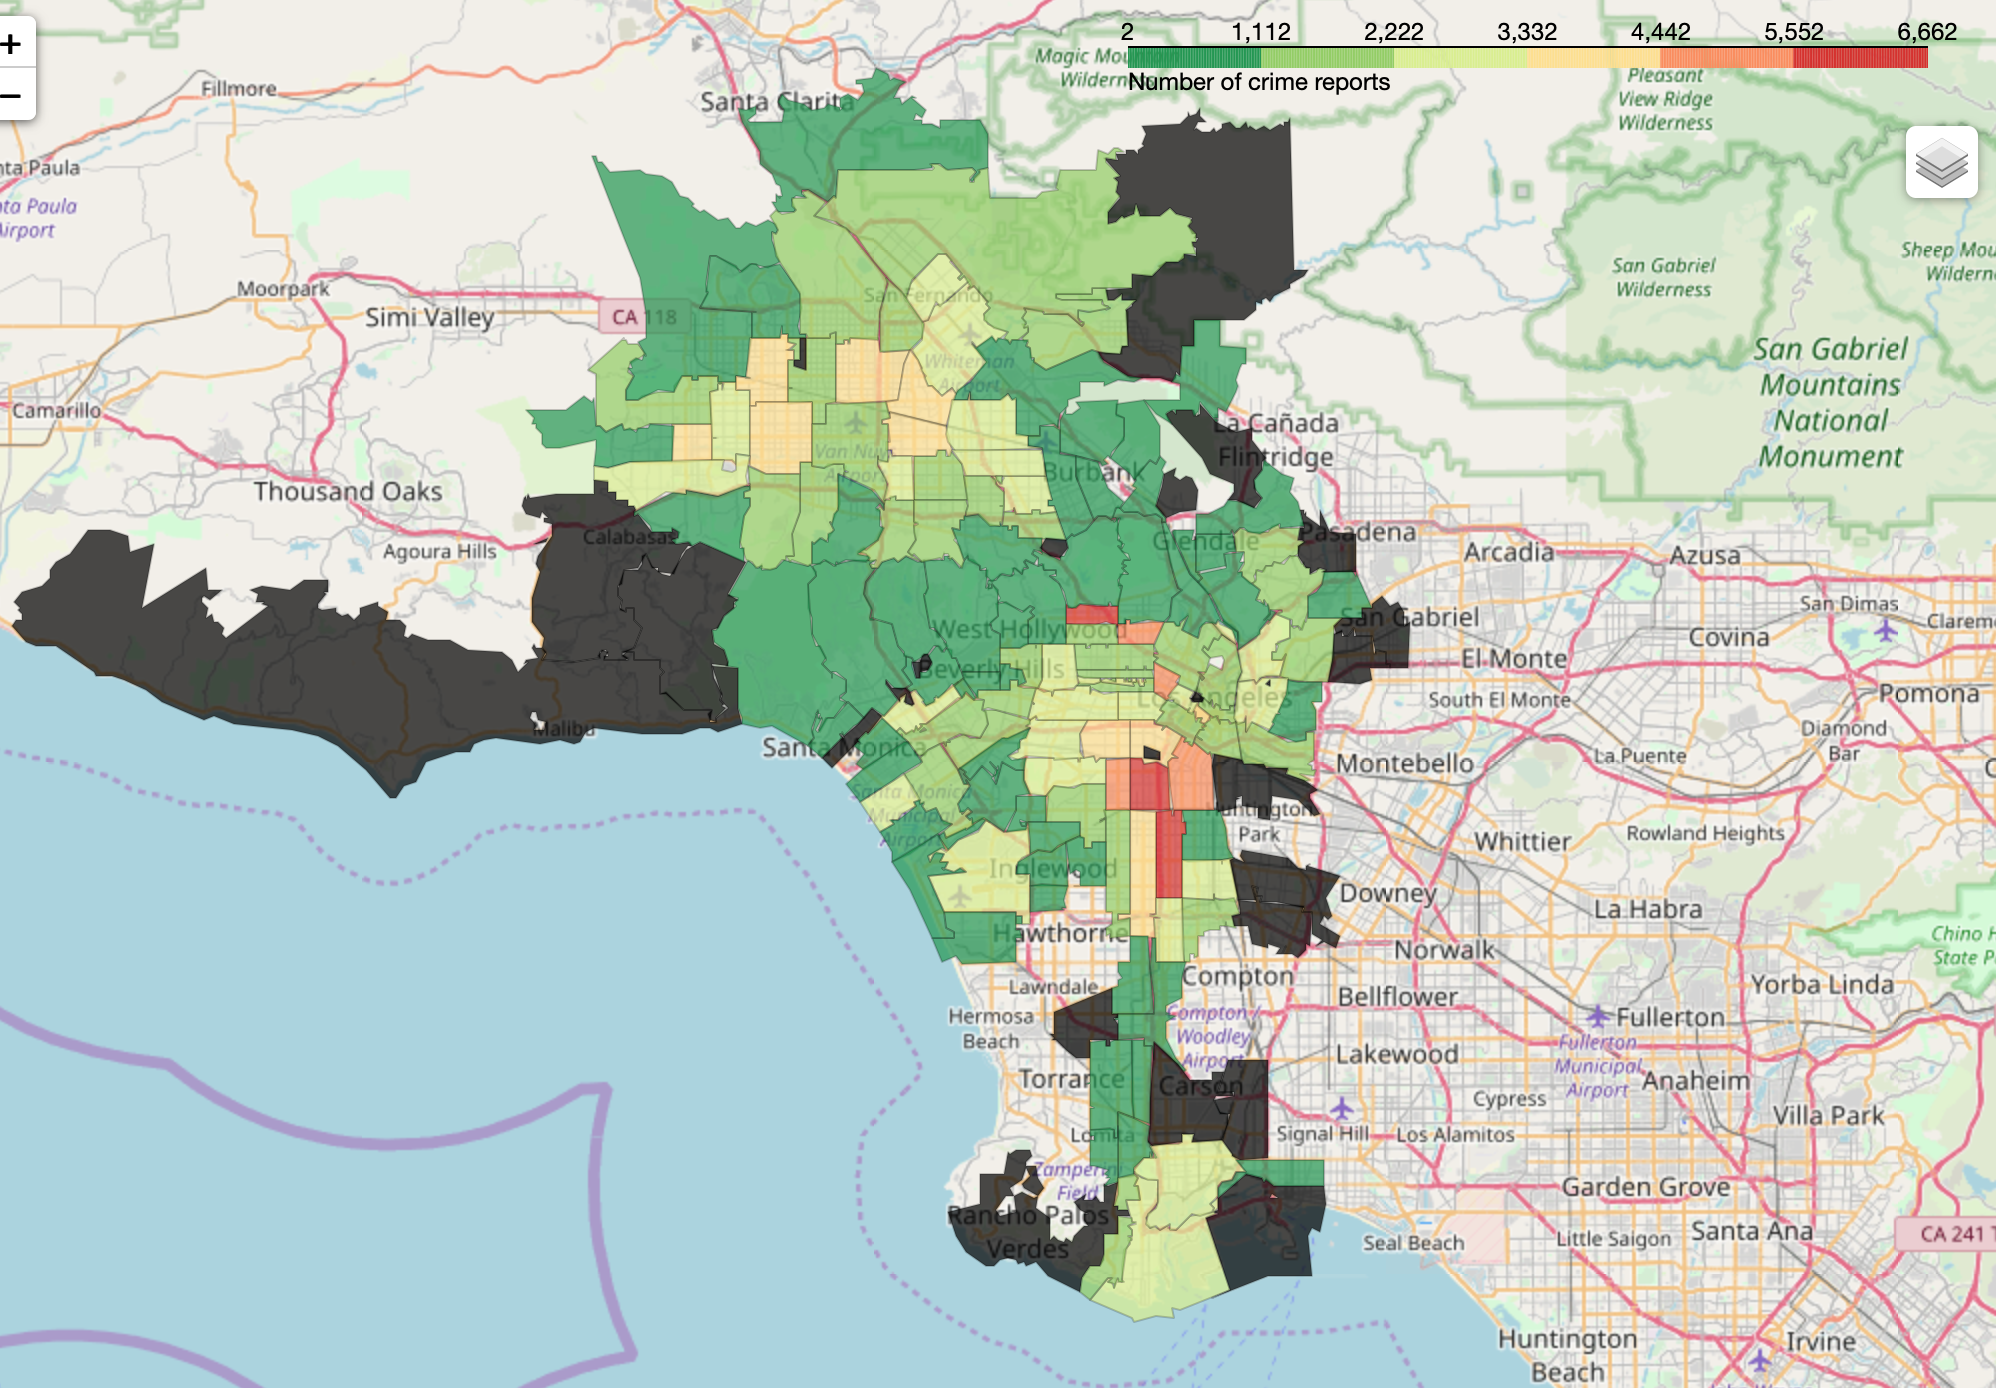 +
−
2 1,112 2,222 3,332 4,442 5,552 6,662
Number of crime reports
Magic Mountain
Wilderness
Pleasant
View Ridge
Wilderness
Fillmore
Santa Clarita
nta Paula
nta Paula
Airport
San Gabriel
Wilderness
Sheep Mou
Wildern
Moorpark
Simi Valley
CA 118
San Fernando
Whiteman
Airport
San Gabriel
Mountains
National
Monument
Camarillo
La Cañada
Flintridge
Van Nuys
Airport
Burbank
Thousand Oaks
Calabasas
Agoura Hills
Glendale
Pasadena
Arcadia
Azusa
San Gabriel
San Dimas
Clarem
West Hollywood
Covina
El Monte
Beverly Hills
Los Angeles
South El Monte
Pomona
Malibu
Santa Monica
Diamond
Bar
Montebello
La Puente
Santa Monica
Municipal
Airport
Huntington
Park
Whittier
Rowland Heights
Inglewood
Downey
La Habra
Hawthorne
Norwalk
Chino H
State P
Compton
Lawndale
Bellflower
Yorba Linda
Hermosa
Beach
Compton /
Woodley
Airport
Fullerton
Fullerton
Municipal
Airport
Lakewood
Torrance
Carson
Anaheim
Cypress
Villa Park
Lomita
Signal Hill
Los Alamitos
Zamperini
Field
Garden Grove
Rancho Palos
Verdes
Seal Beach
Little Saigon
Santa Ana
CA 241 T
Huntington
Beach
Irvine